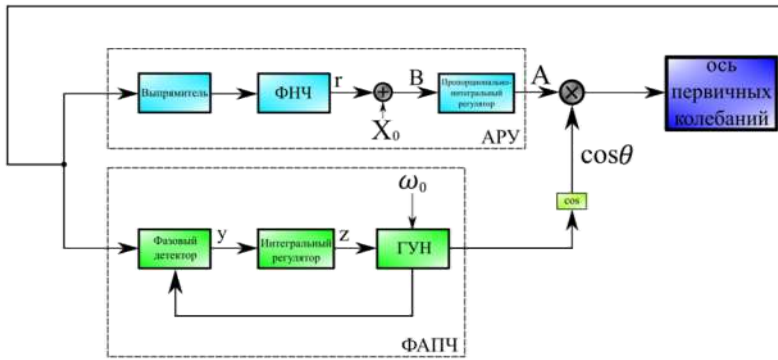 Выпрямитель
ФНЧ
r
+
X₀
B
Пропорционально-
интегральный
регулятор
A
×
ось
первичных
колебаний
АРУ
cosθ
cos
ω₀
Фазовый
детектор
y
Интегральный
регулятор
z
ГУН
ФАПЧ